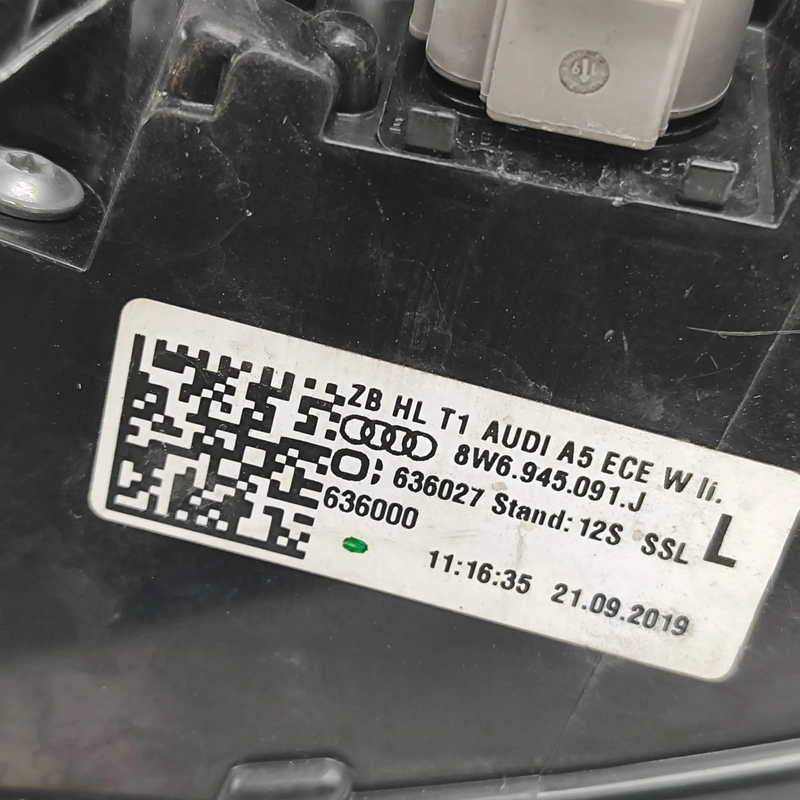 ZB HL T1 AUDI A5 ECE W li.
8W6.945.091.J
O; 636027 Stand: 12S SSL L
636000
11:16:35 21.09.2019